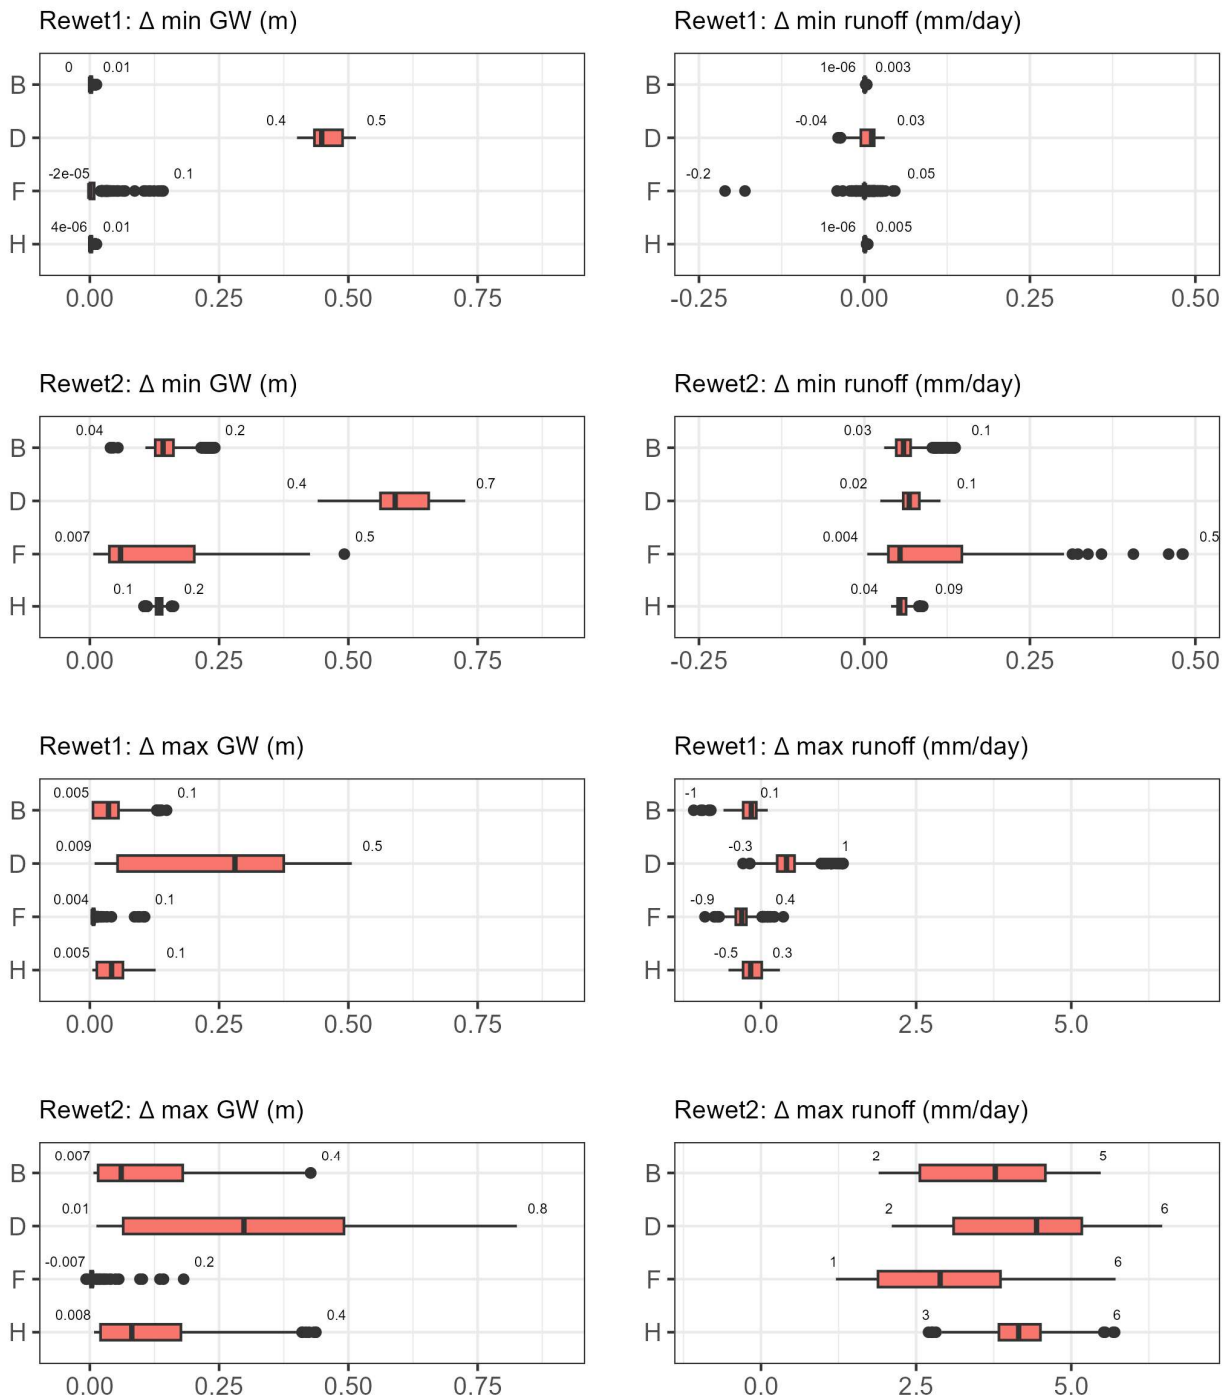 Rewet1: Δ min GW (m)
B 0 0.01
D 0.4 0.5
F -2e-05 0.1
H 4e-06 0.01
0.00 0.25 0.50 0.75
Rewet1: Δ min runoff (mm/day)
B 1e-06 0.003
D -0.04 0.03
F -0.2 0.05
H 1e-06 0.005
-0.25 0.00 0.25 0.50
Rewet2: Δ min GW (m)
B 0.04 0.2
D 0.4 0.7
F 0.007 0.5
H 0.1 0.2
0.00 0.25 0.50 0.75
Rewet2: Δ min runoff (mm/day)
B 0.03 0.1
D 0.02 0.1
F 0.004 0.5
H 0.04 0.09
-0.25 0.00 0.25 0.50
Rewet1: Δ max GW (m)
B 0.005 0.1
D 0.009 0.5
F 0.004 0.1
H 0.005 0.1
0.00 0.25 0.50 0.75
Rewet1: Δ max runoff (mm/day)
B -1 0.1
D -0.3 1
F -0.9 0.4
H -0.5 0.3
0.0 2.5 5.0
Rewet2: Δ max GW (m)
B 0.007 0.4
D 0.01 0.8
F -0.007 0.2
H 0.008 0.4
0.00 0.25 0.50 0.75
Rewet2: Δ max runoff (mm/day)
B 2 5
D 2 6
F 1 6
H 3 6
0.0 2.5 5.0